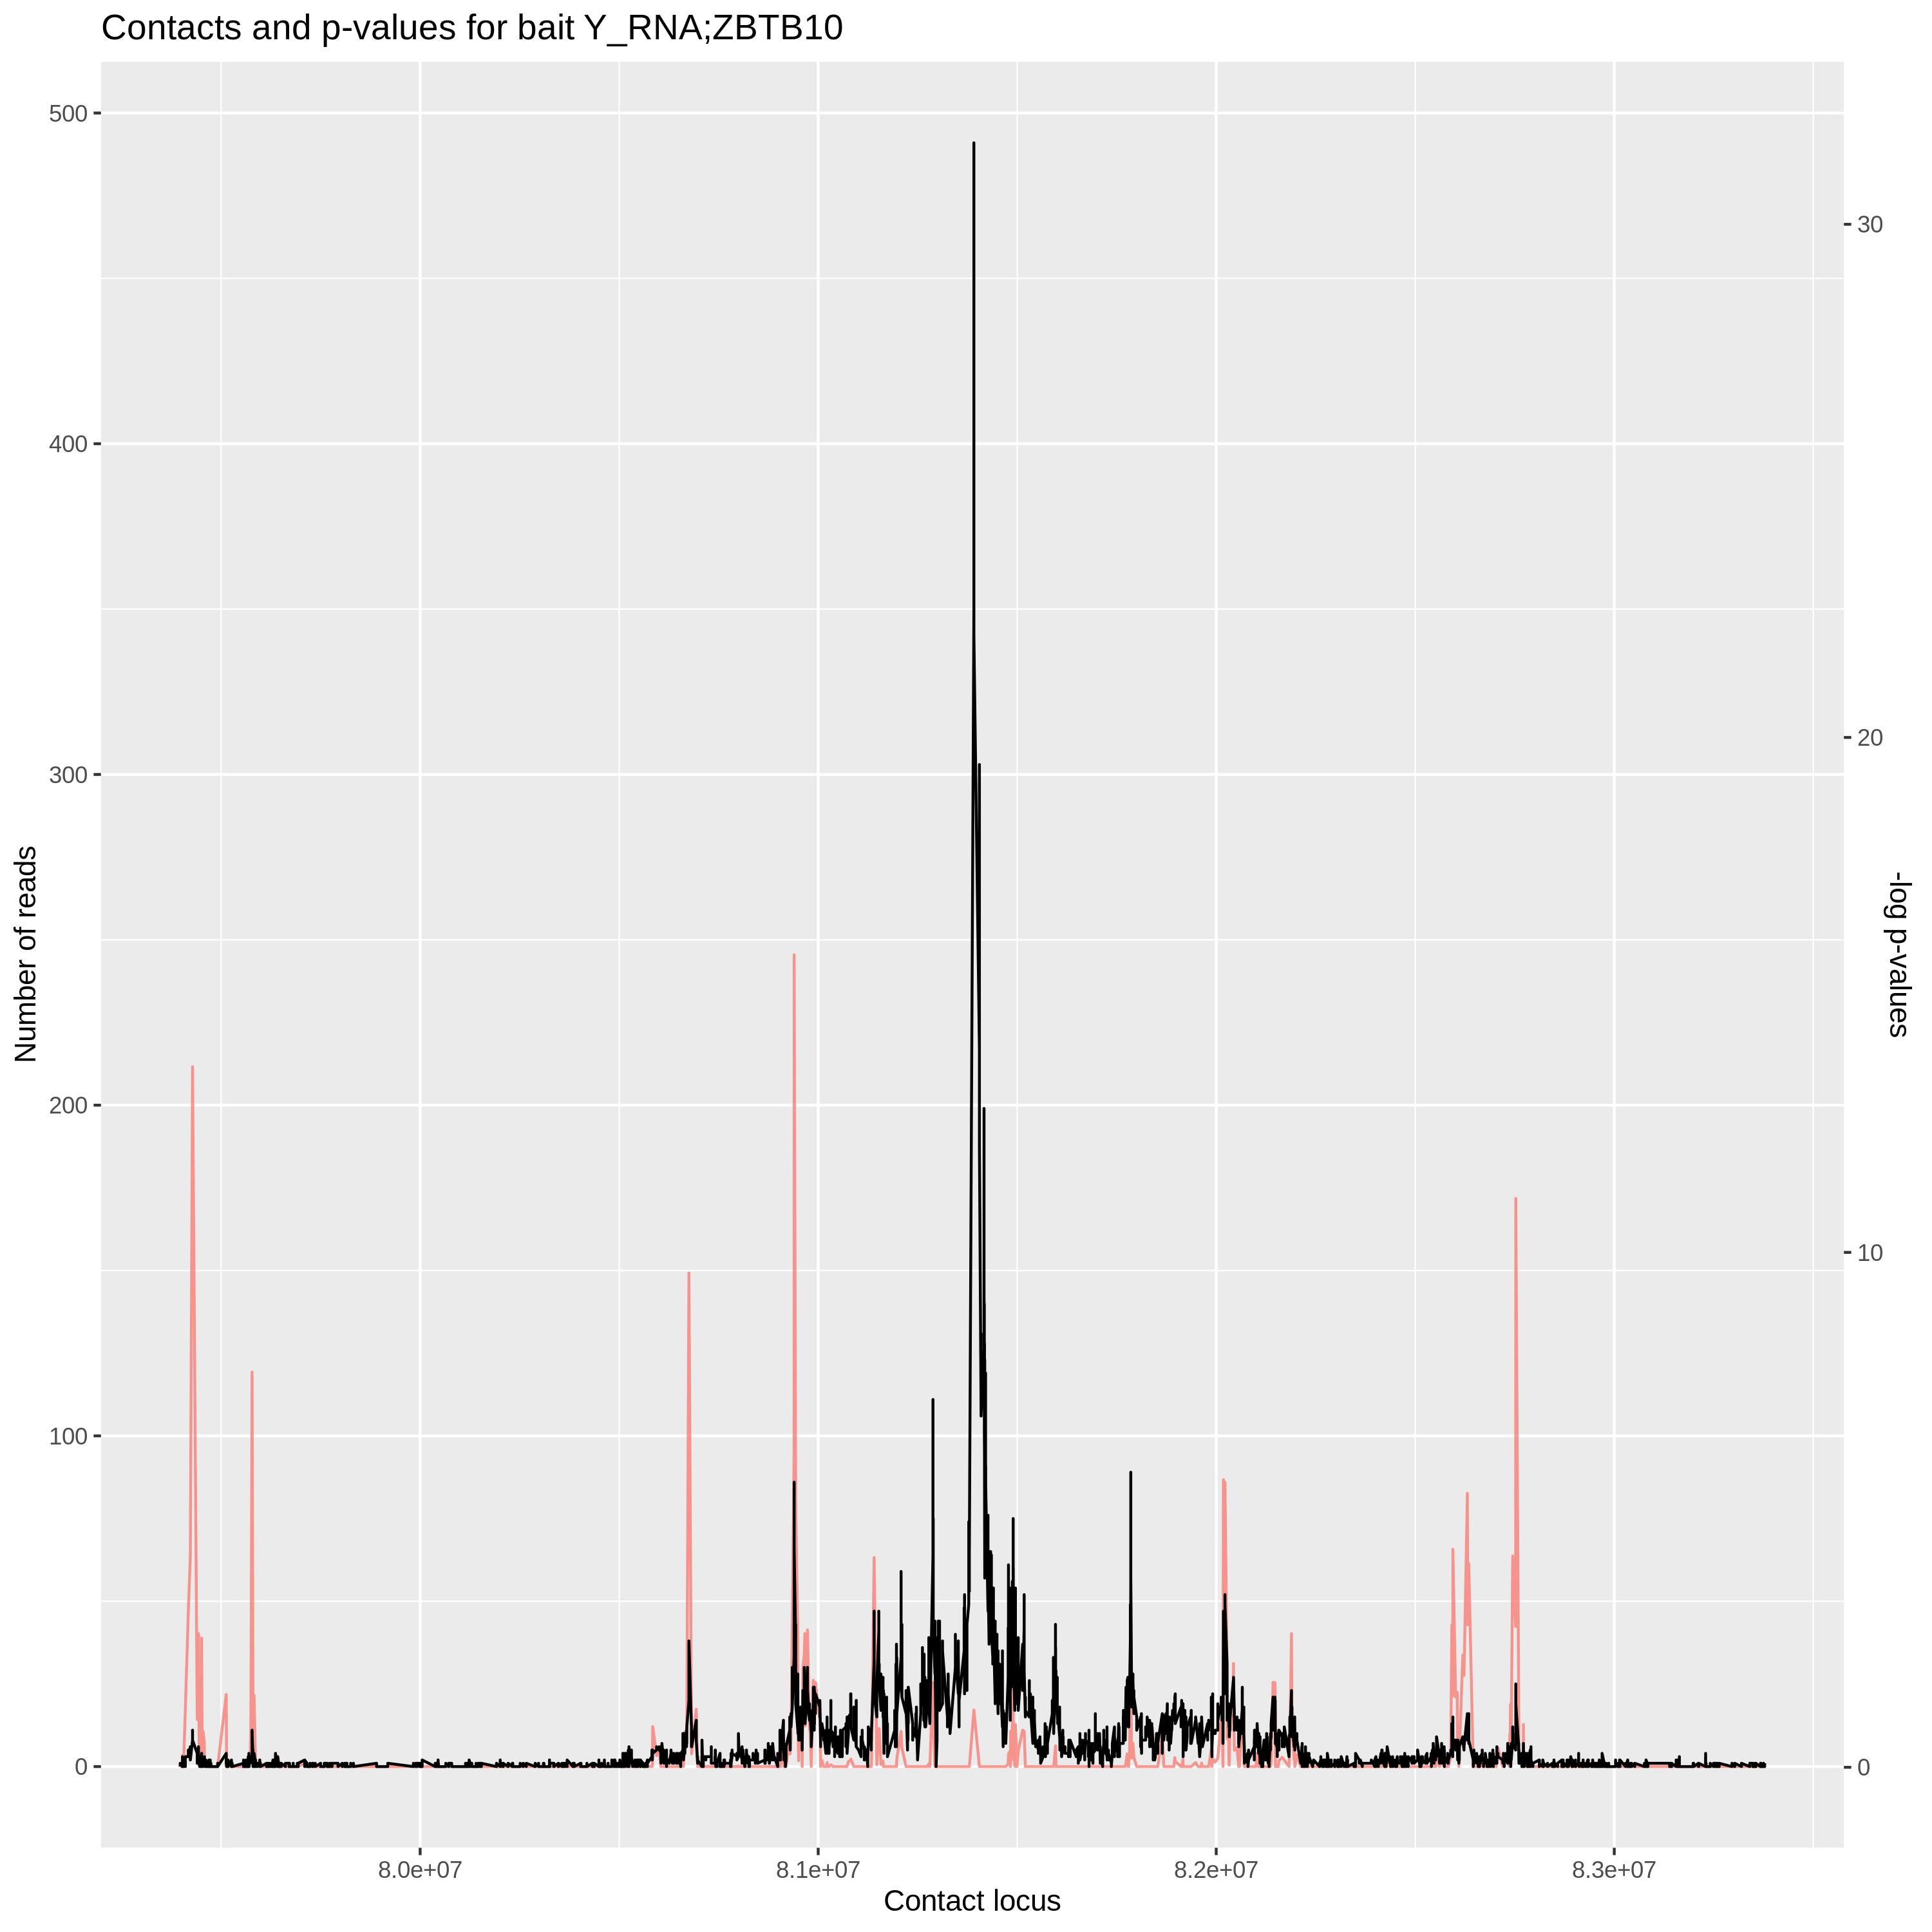 Contacts and p-values for bait Y_RNA;ZBTB10
500
400
300
200
100
0
Number of reads
30
20
10
0
-log p-values
8.0e+07
8.1e+07
8.2e+07
8.3e+07
Contact locus